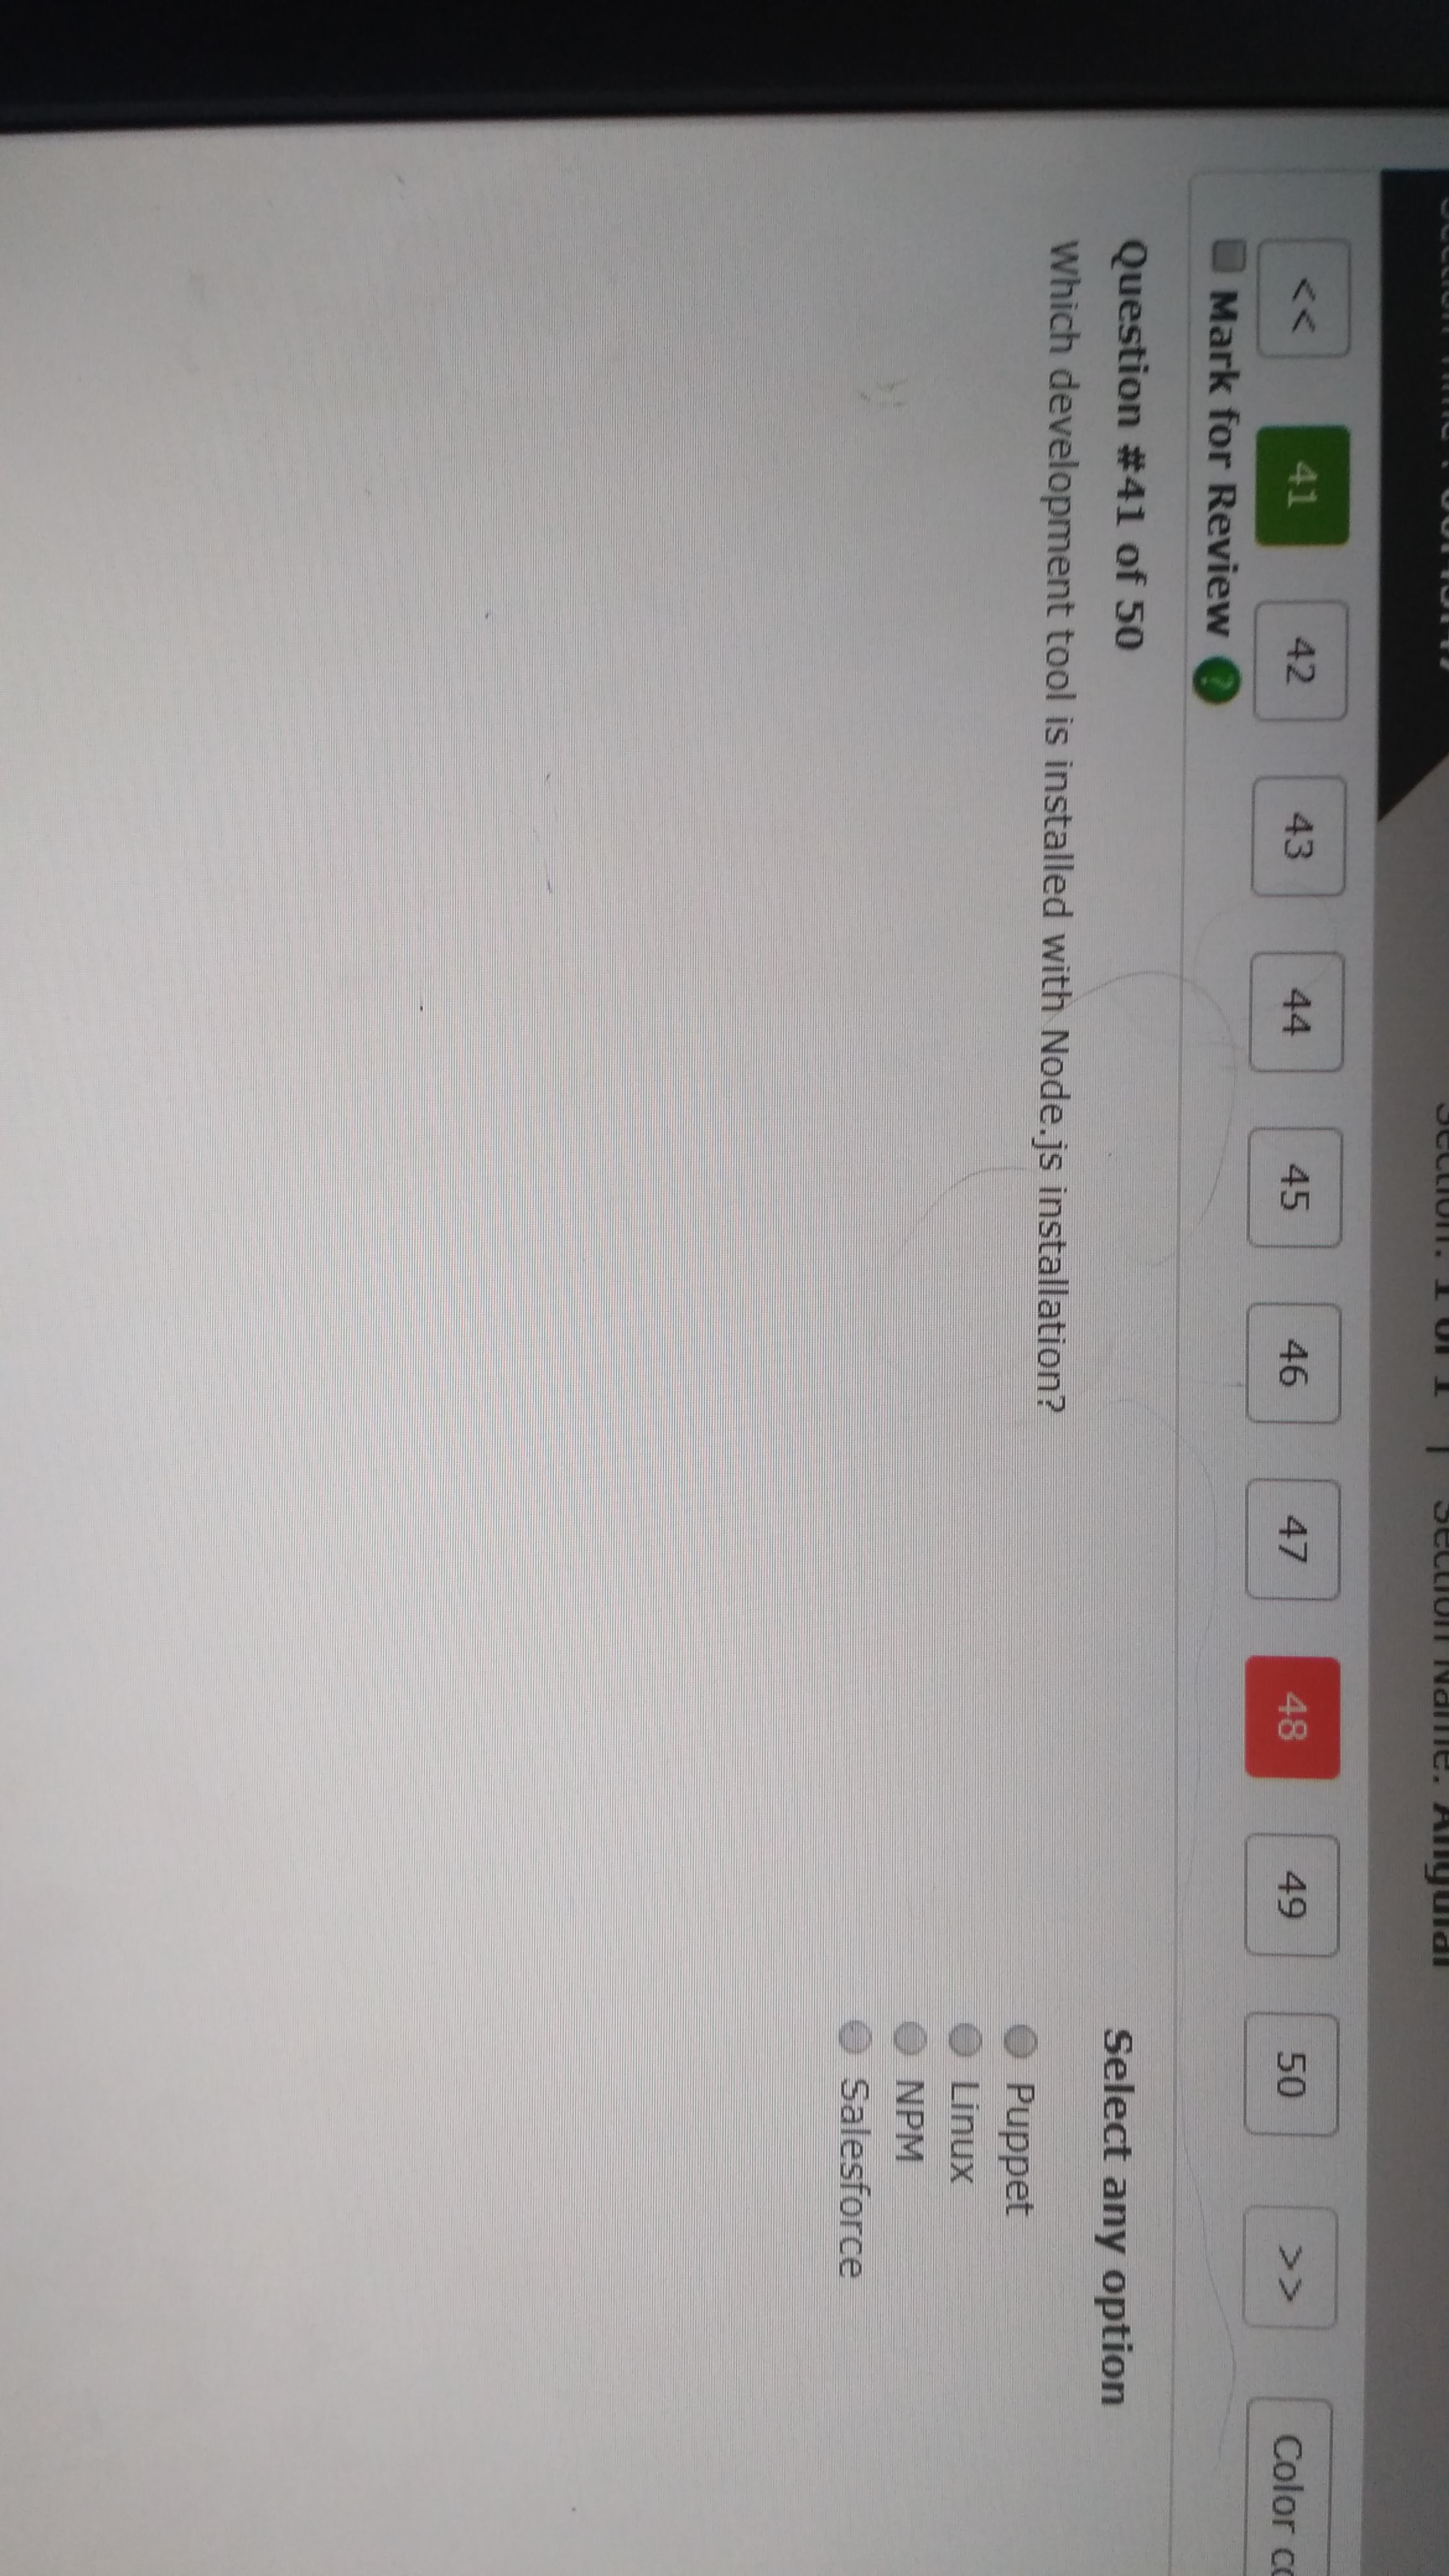 Section: 1 of 1 | Section Name: Angular
<< 41 42 43 44 45 46 47 48 49 50 >> Color
Mark for Review ?
Question #41 of 50
Which development tool is installed with Node.js installation?
Select any option
Puppet
Linux
NPM
Salesforce